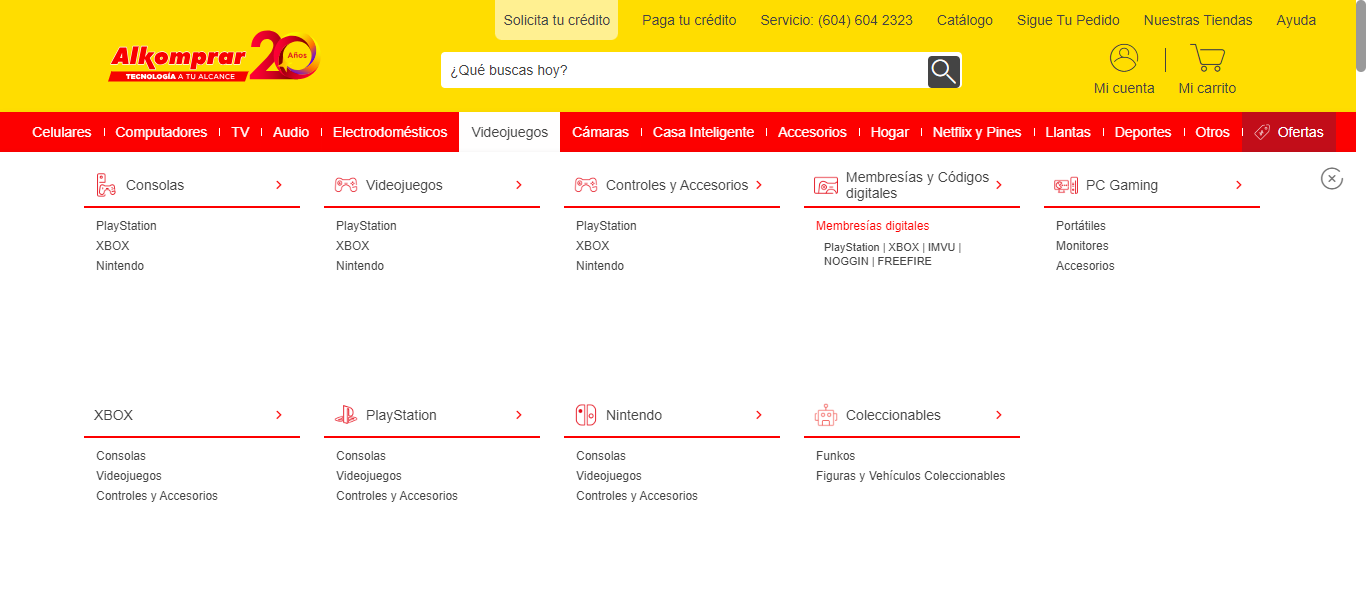 Solicita tu crédito Paga tu crédito Servicio: (604) 604 2323 Catálogo Sigue Tu Pedido Nuestras Tiendas Ayuda
Alkomprar 20 Años
TECNOLOGÍA A TU ALCANCE
¿Qué buscas hoy?
Mi cuenta Mi carrito
Celulares Computadores TV Audio Electrodomésticos Videojuegos Cámaras Casa Inteligente Accesorios Hogar Netflix y Pines Llantas Deportes Otros Ofertas
Consolas
PlayStation
XBOX
Nintendo
Videojuegos
PlayStation
XBOX
Nintendo
Controles y Accesorios
PlayStation
XBOX
Nintendo
Membresías y Códigos
digitales
Membresías digitales
PlayStation | XBOX | IMVU |
NOGGIN | FREEFIRE
PC Gaming
Portátiles
Monitores
Accesorios
XBOX
Consolas
Videojuegos
Controles y Accesorios
PlayStation
Consolas
Videojuegos
Controles y Accesorios
Nintendo
Consolas
Videojuegos
Controles y Accesorios
Coleccionables
Funkos
Figuras y Vehículos Coleccionables